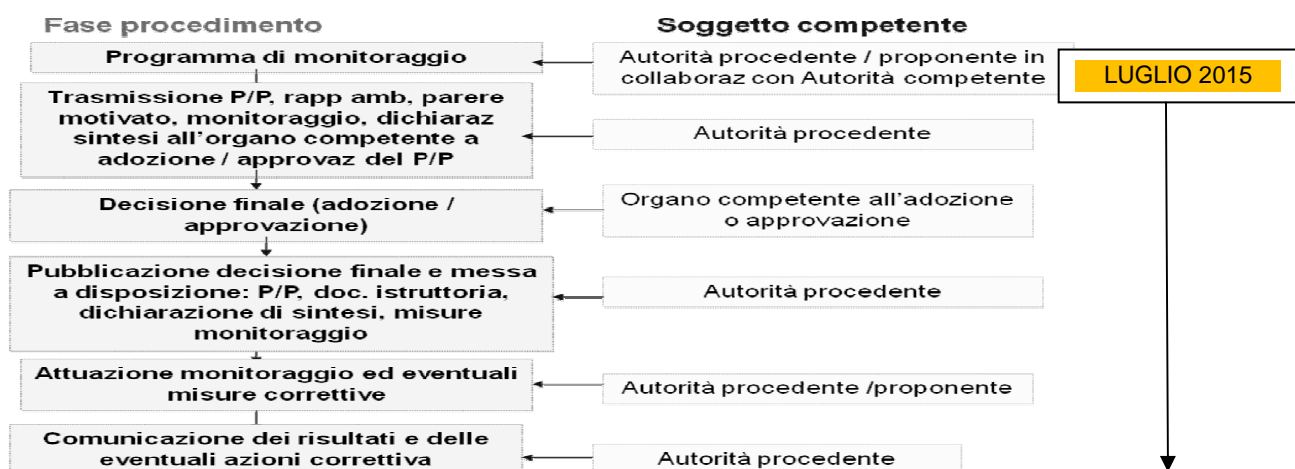 Fase procedimento
Soggetto competente
Programma di monitoraggio
Autorità procedente / proponente in
collaboraz con Autorità competente
LUGLIO 2015
Trasmissione P/P, rapp amb, parere
motivato, monitoraggio, dichiaraz
sintesi all'organo competente a
adozione / approvaz del P/P
Autorità procedente
Decisione finale (adozione /
approvazione)
Organo competente all'adozione
o approvazione
Pubblicazione decisione finale e messa
a disposizione: P/P, doc. istruttoria,
dichiarazione di sintesi, misure
monitoraggio
Autorità procedente
Attuazione monitoraggio ed eventuali
misure correttive
Autorità procedente /proponente
Comunicazione dei risultati e delle
eventuali azioni correttiva
Autorità procedente